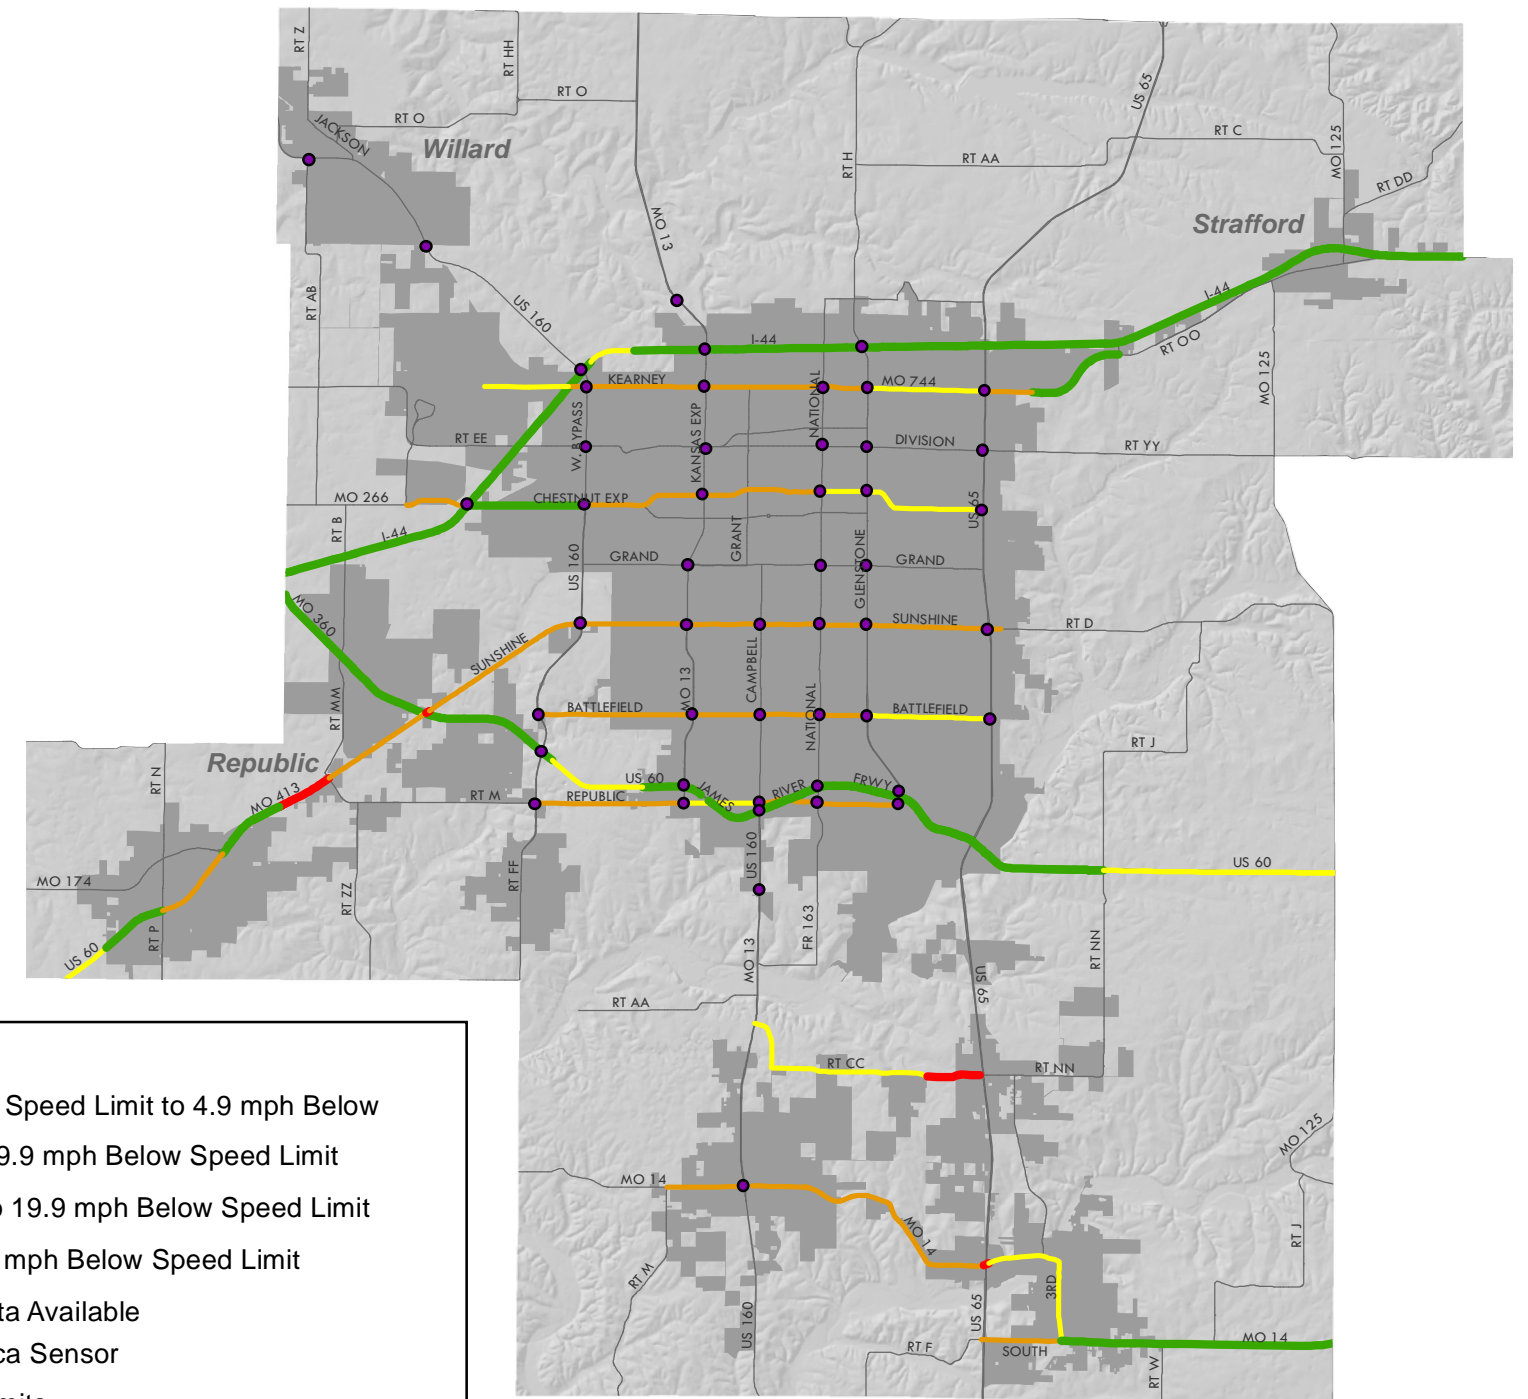 RT Z
RT HH
RT O
RT O
JACKSON
Willard
US 65
RT C
MO 125
RT AA
RT H
RT DD
MO 13
Strafford
RT AB
US 160
I-44
I-44
RT OO
MO 125
KEARNEY
MO 744
NATIONAL
W. BYPASS
KANSAS EXP
RT EE
DIVISION
RT YY
MO 266
CHESTNUT EXP
US 65
RT B
I-44
GRANT
GRAND
GLENSTONE
GRAND
US 160
MO 360
SUNSHINE
RT D
SUNSHINE
CAMPBELL
MO 13
RT MM
BATTLEFIELD
NATIONAL
BATTLEFIELD
RT J
Republic
RT N
US 60
JAMES
RIVER
FRWY
MO 413
RT M
REPUBLIC
US 160
US 60
RT FF
MO 174
RT ZZ
FR 163
RT P
US 60
MO 13
RT NN
US 65
RT AA
RT CC
RT NN
Speed Limit to 4.9 mph Below
9.9 mph Below Speed Limit
19.9 mph Below Speed Limit
mph Below Speed Limit
Available
Sensor
MO 125
MO 14
MO 14
RT J
RT M
3RD
US 65
US 160
RT F
SOUTH
MO 14
RT W